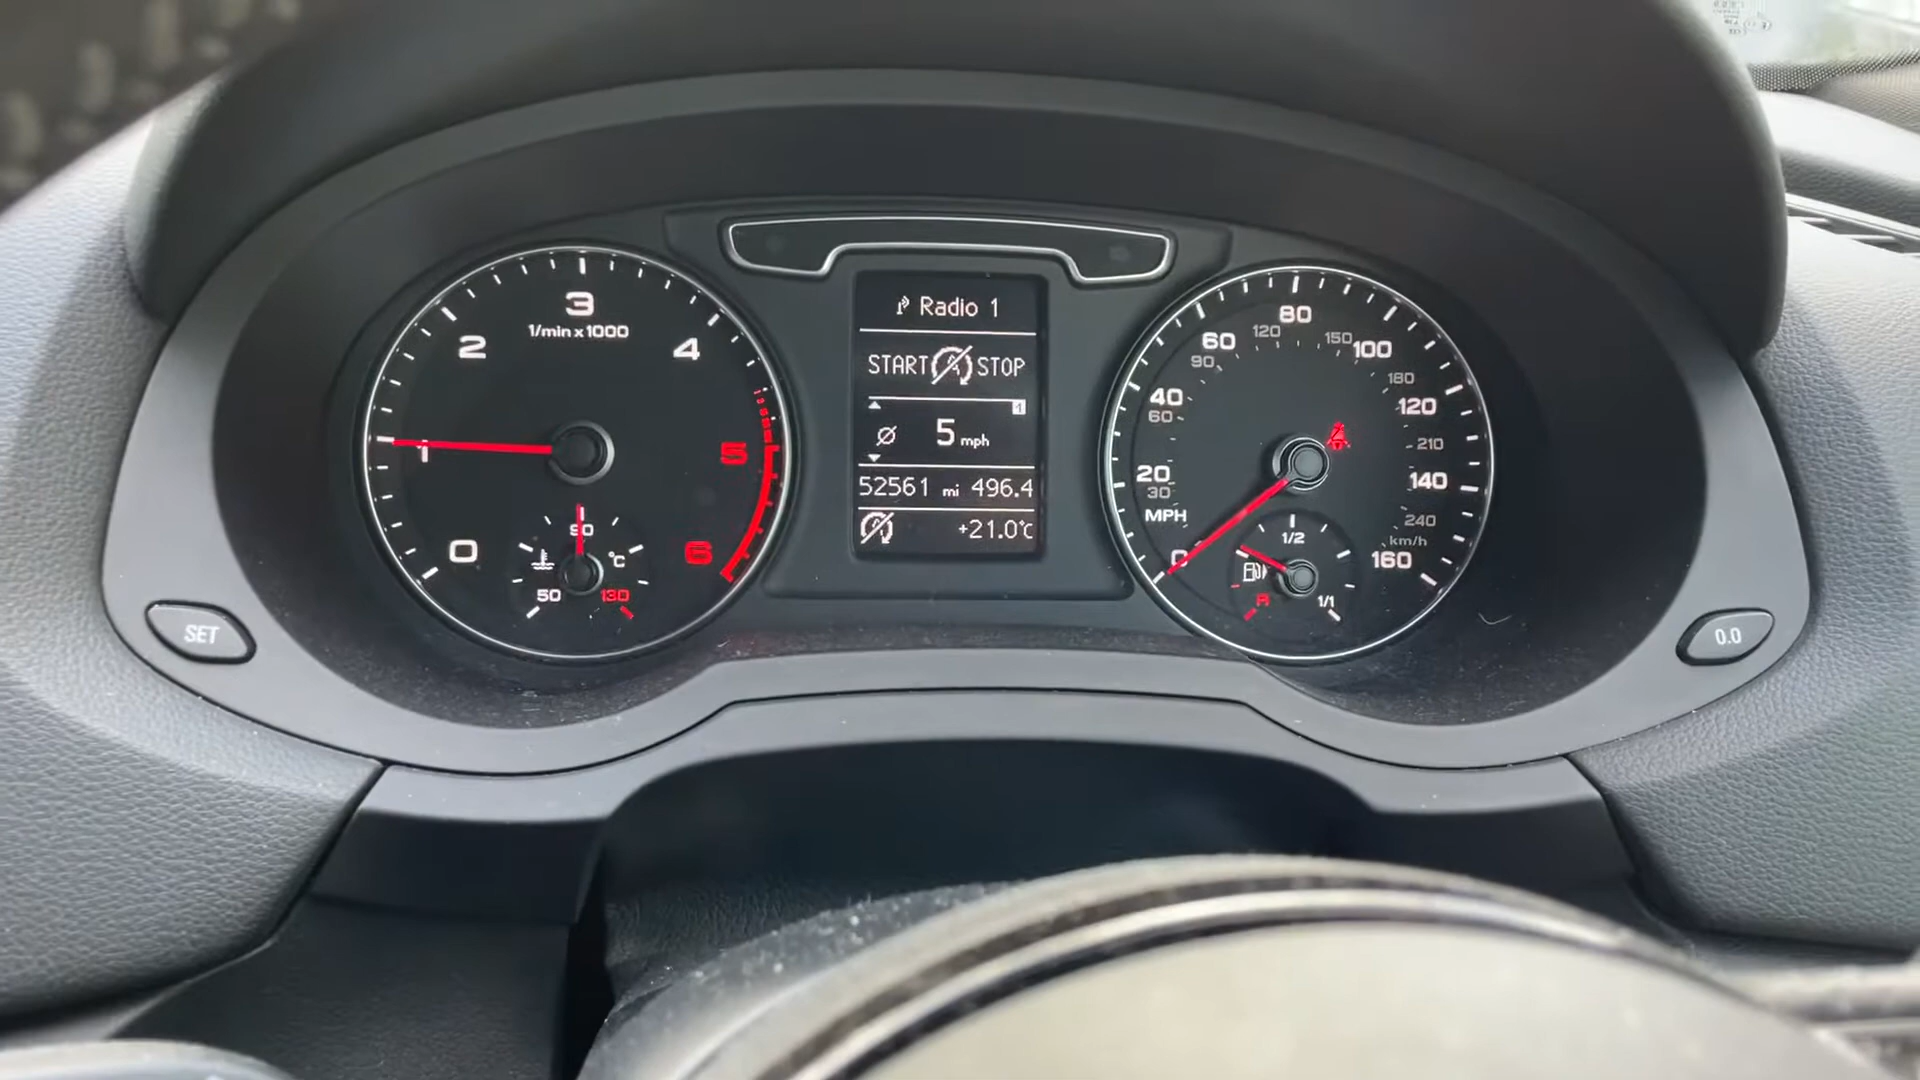 Radio 1
START STOP
1
5 mph
52561 mi 496.4
+21.0°C
0
1
2
3
4
5
6
1/min x 1000
50
90
130
°C
0
20
40
60
80
100
120
140
160
MPH
30
60
90
120
150
180
210
240
km/h
R
1/2
1/1
SET
0.0